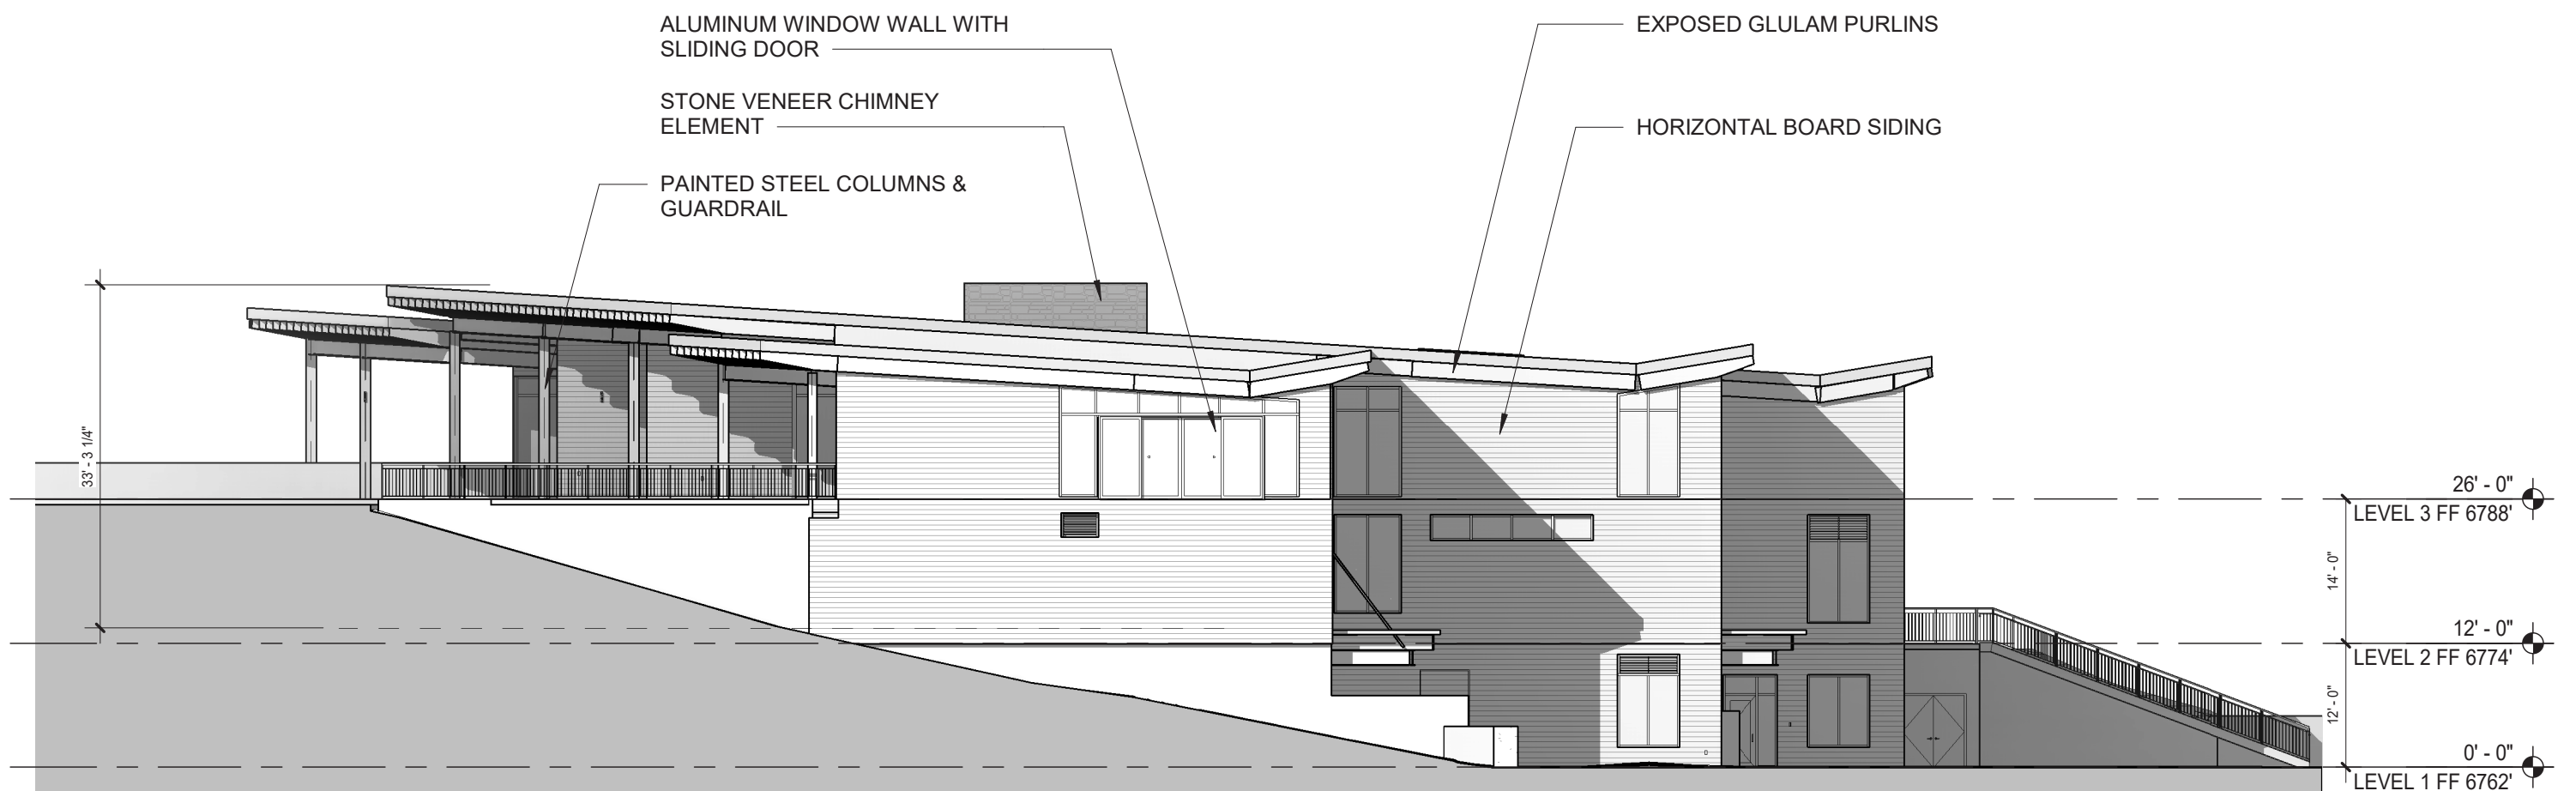 ALUMINUM WINDOW WALL WITH
SLIDING DOOR
EXPOSED GLULAM PURLINS
STONE VENEER CHIMNEY
ELEMENT
HORIZONTAL BOARD SIDING
PAINTED STEEL COLUMNS &
GUARDRAIL
33' - 3 1/4"
26' - 0"
LEVEL 3 FF 6788'
14' - 0"
12' - 0"
LEVEL 2 FF 6774'
12' - 0"
0' - 0"
LEVEL 1 FF 6762'